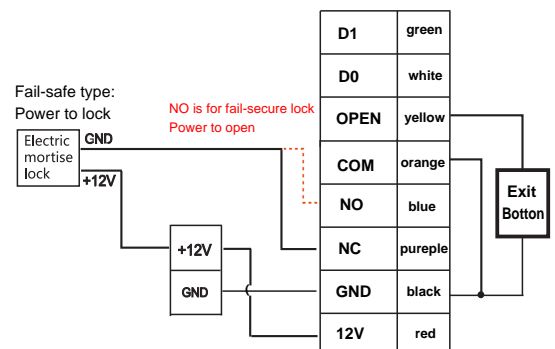 Fail-safe type:
Power to lock
Electric
mortise
lock
GND
+12V
NO is for fail-secure lock
Power to open
+12V
GND
D1 green
D0 white
OPEN yellow
COM orange
NO blue
NC pureple
GND black
12V red
Exit
Botton